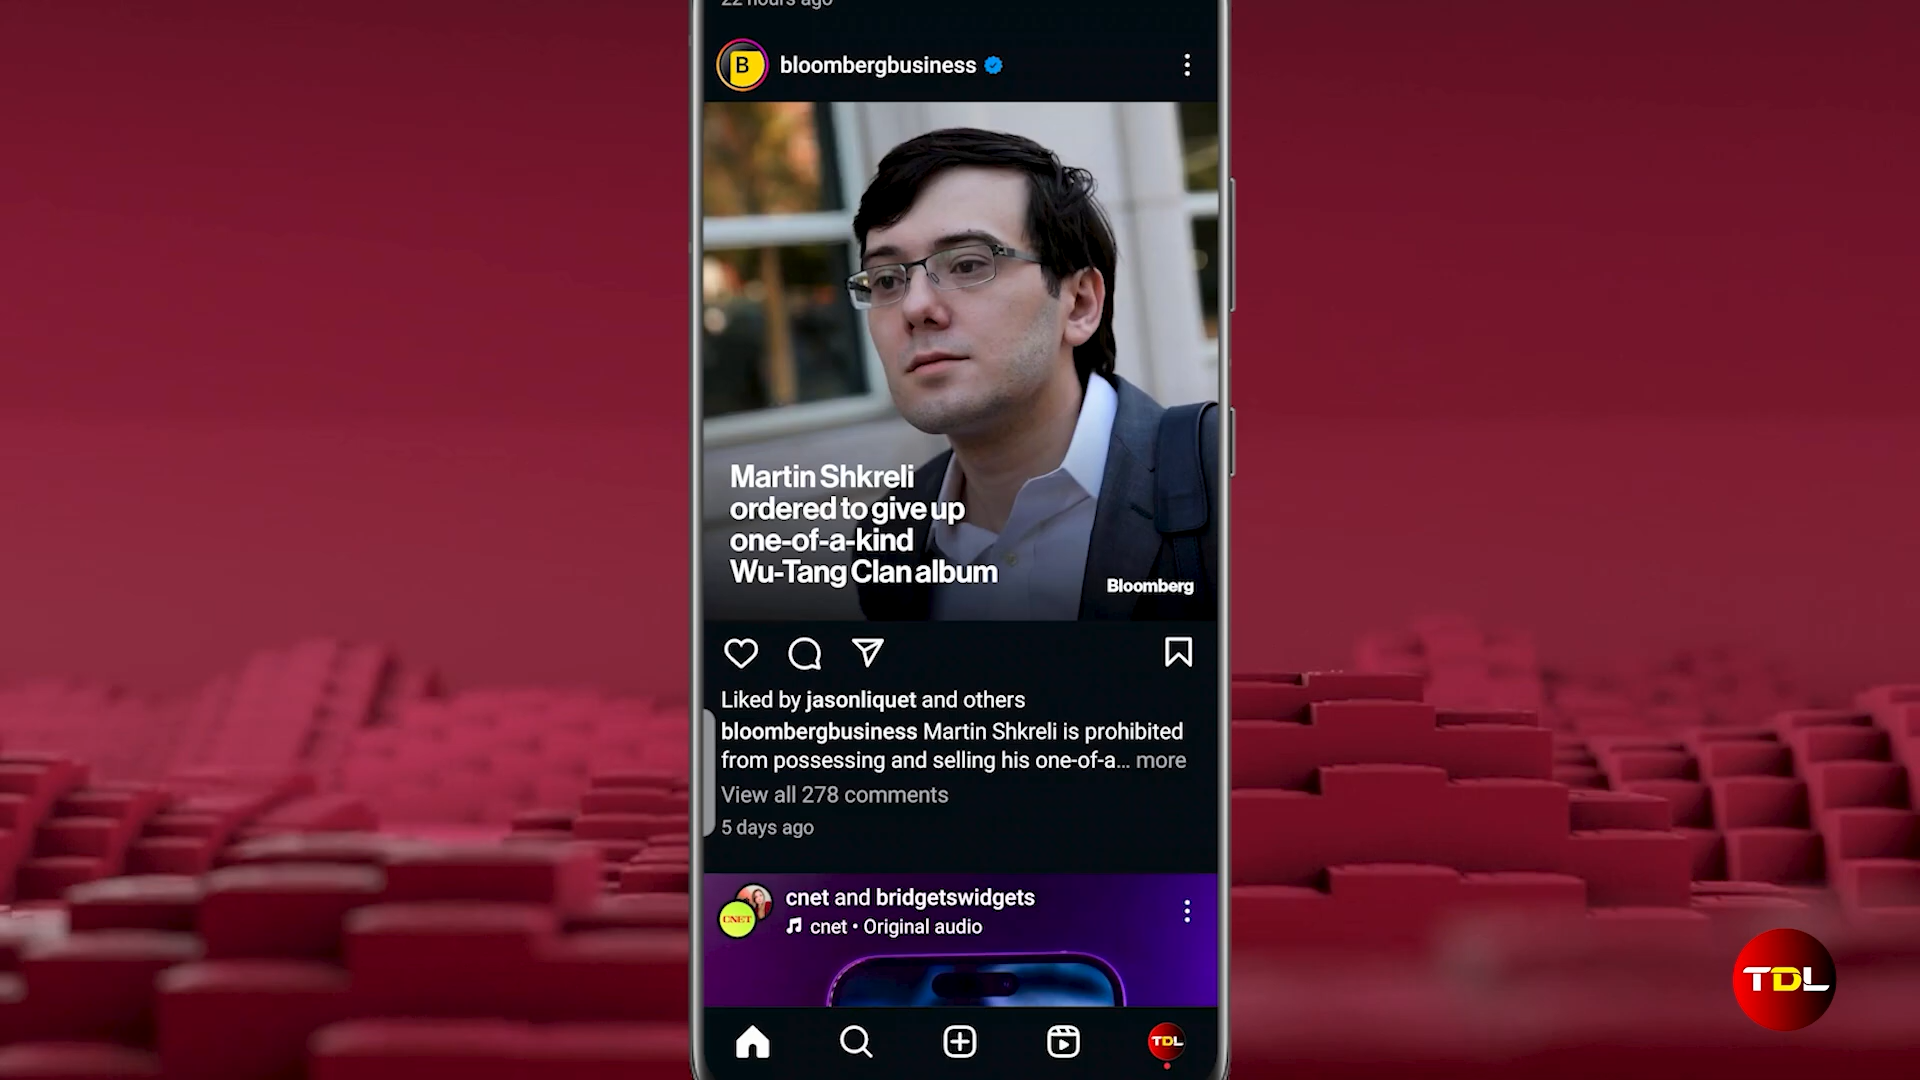 22 hours ago
B bloombergbusiness
Martin Shkreli
ordered to give up
one-of-a-kind
Wu-Tang Clan album
Bloomberg
Liked by jasonliquet and others
bloombergbusiness Martin Shkreli is prohibited
from possessing and selling his one-of-a... more
View all 278 comments
5 days ago
cnet and bridgetswidgets
CNET
cnet • Original audio
TDL
TDL